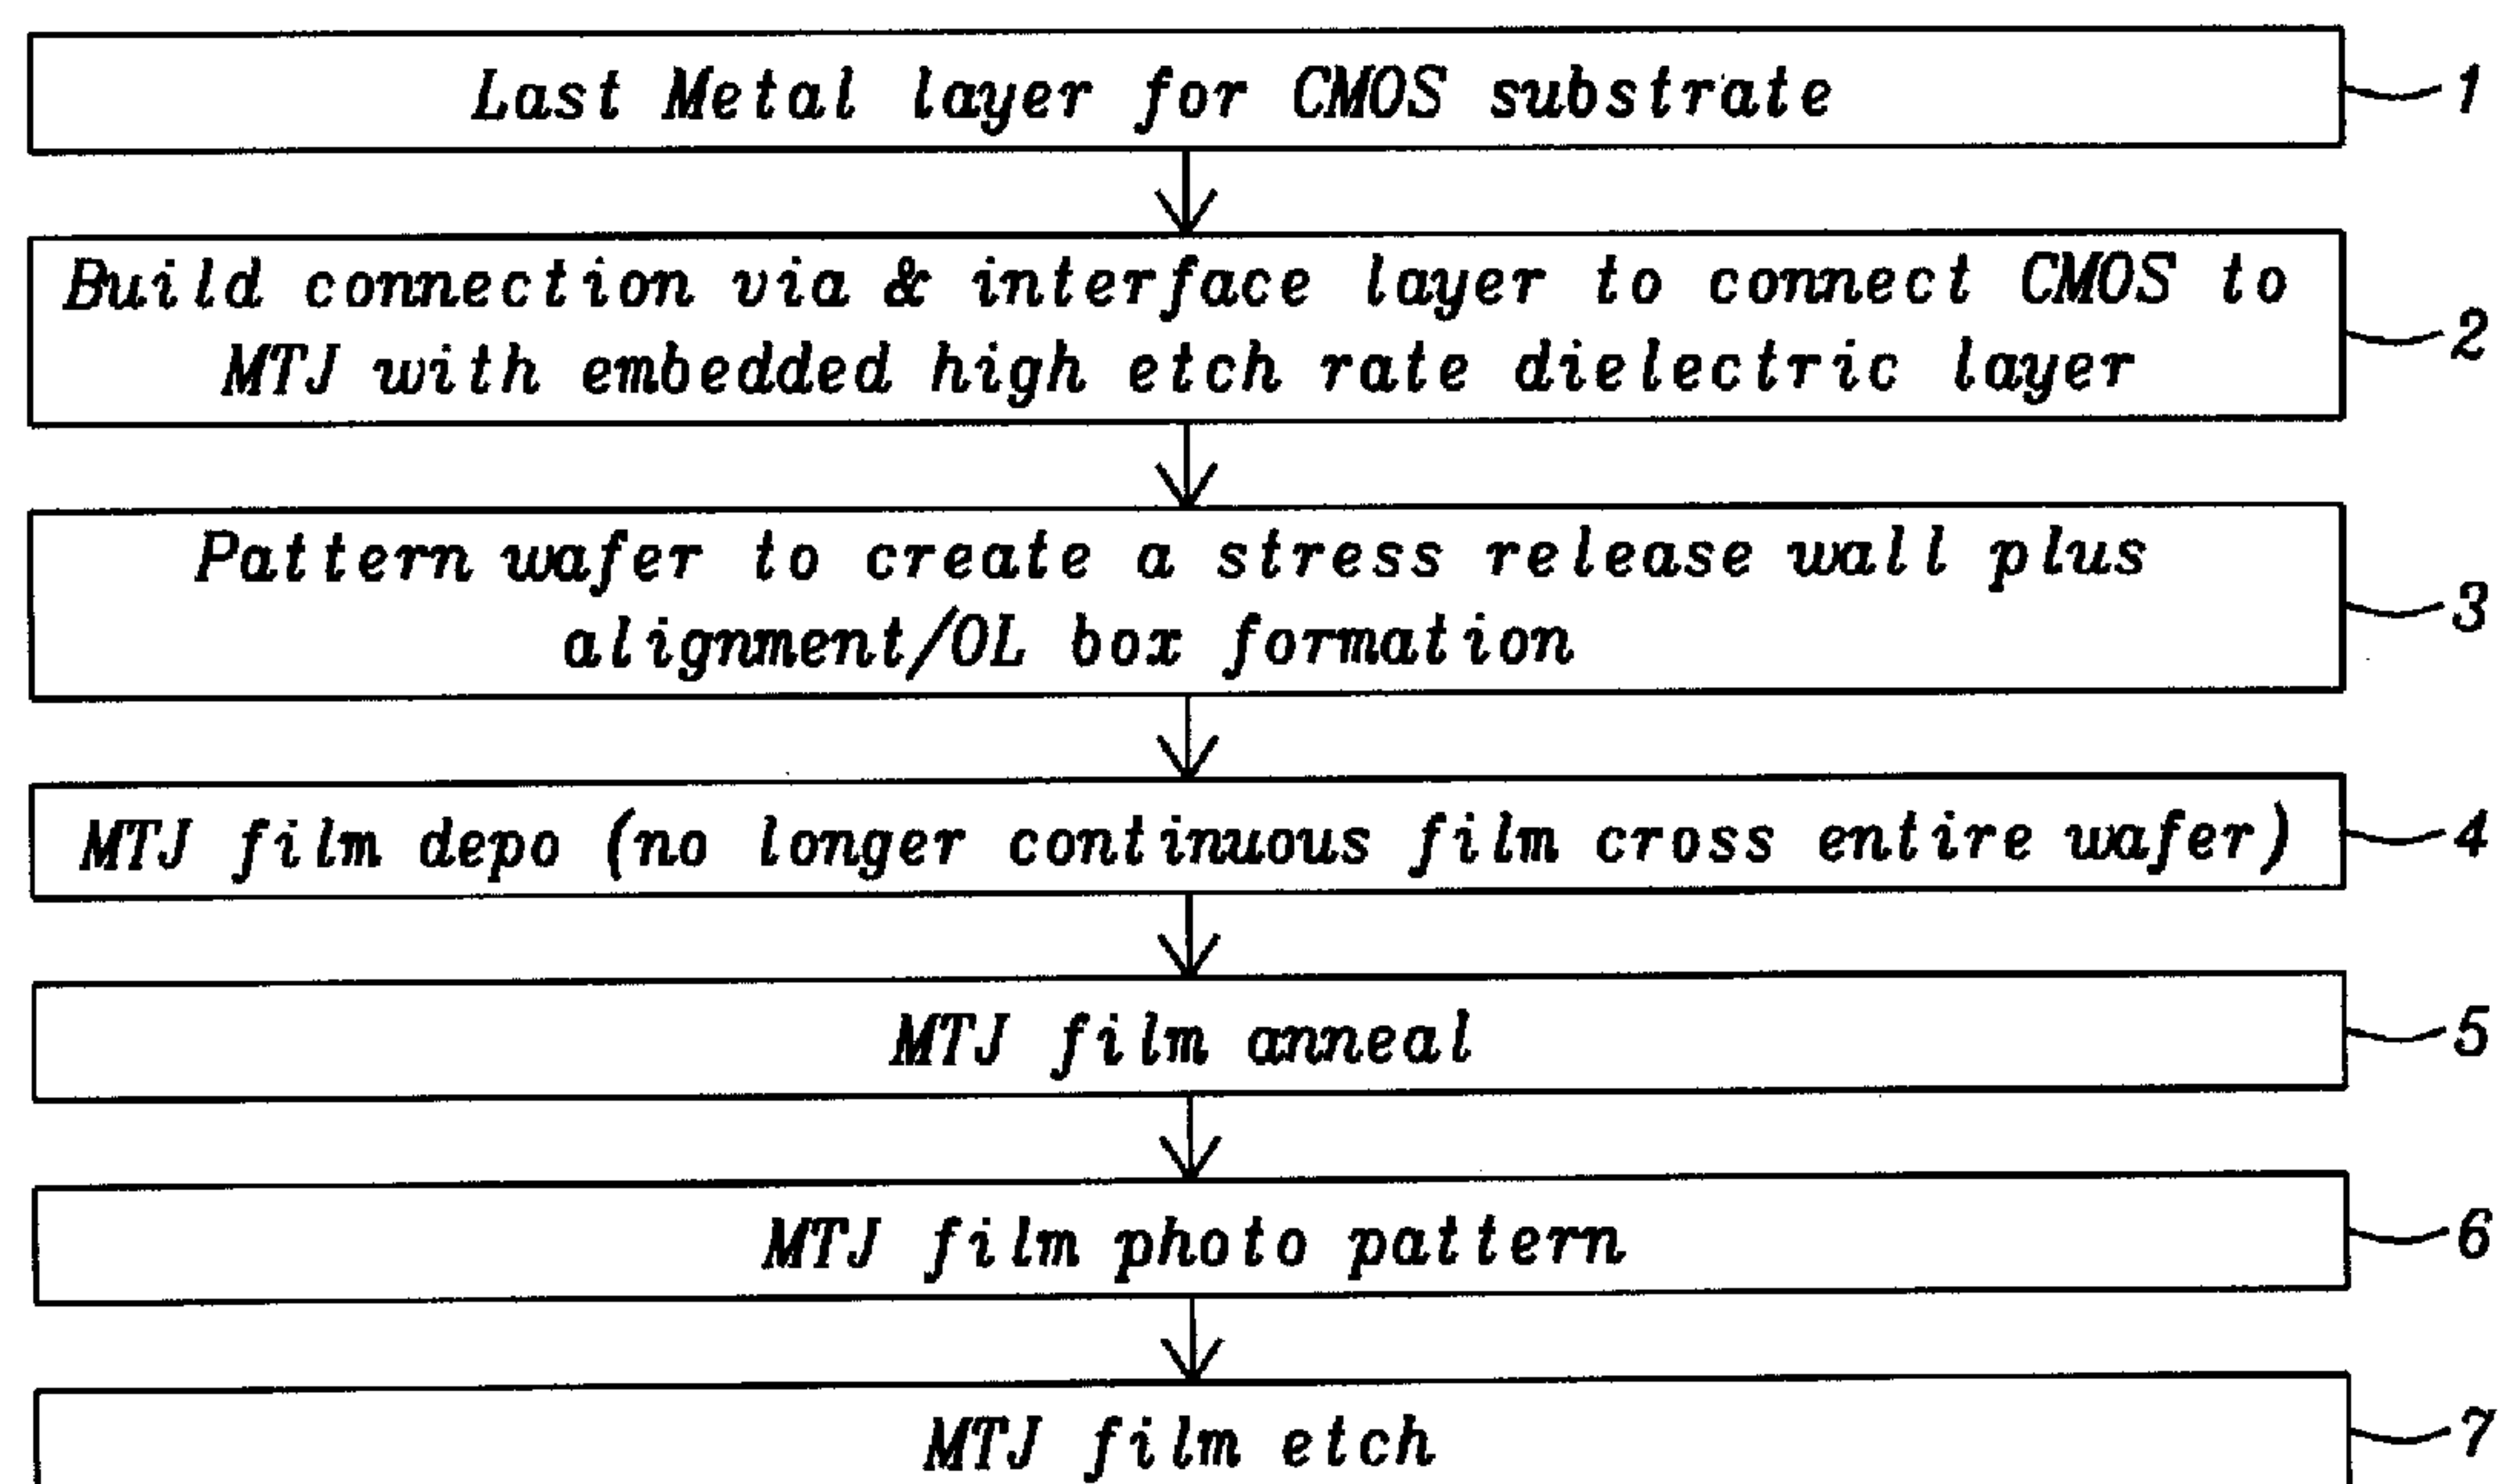 Last Metal layer for CMOS substrate
1
Build connection via & interface layer to connect CMOS to
MTJ with embedded high etch rate dielectric layer
2
Pattern wafer to create a stress release wall plus
alignment/OL box formation
3
MTJ film depo (no longer continuous film cross entire wafer)
4
MTJ film anneal
5
MTJ film photo pattern
6
MTJ film etch
7